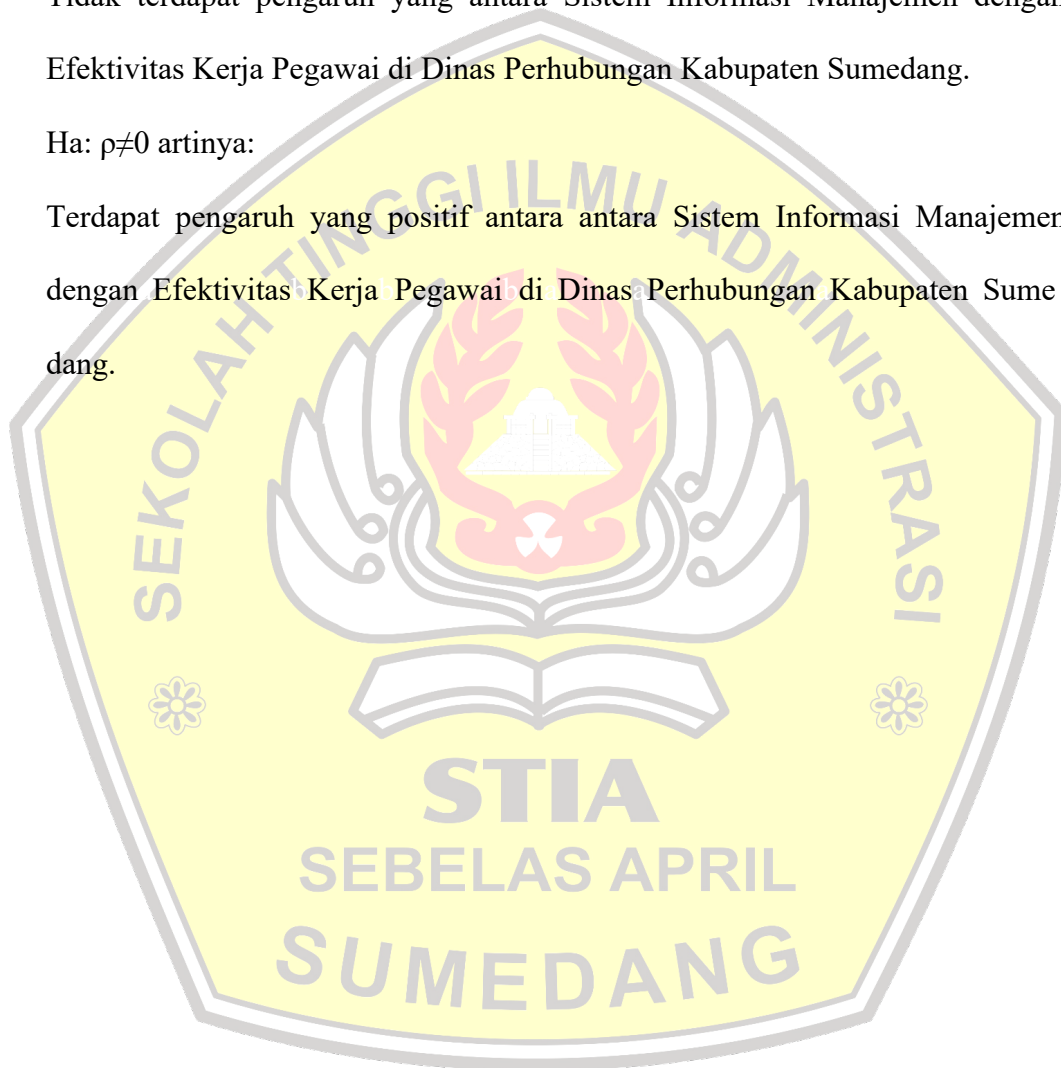 Tidak terdapat pengaruh yang antara Sistem Informasi Manajemen dengan
Efektivitas Kerja Pegawai di Dinas Perhubungan Kabupaten Sumedang.
Ha: ρ≠0 artinya:
Terdapat pengaruh yang positif antara antara Sistem Informasi Manajemen
dengan Efektivitas Kerja Pegawai di Dinas Perhubungan Kabupaten Sume
dang.
SEKOLAH TINGGI ILMU ADMINISTRASI
STIA
SEBELAS APRIL
SUMEDANG